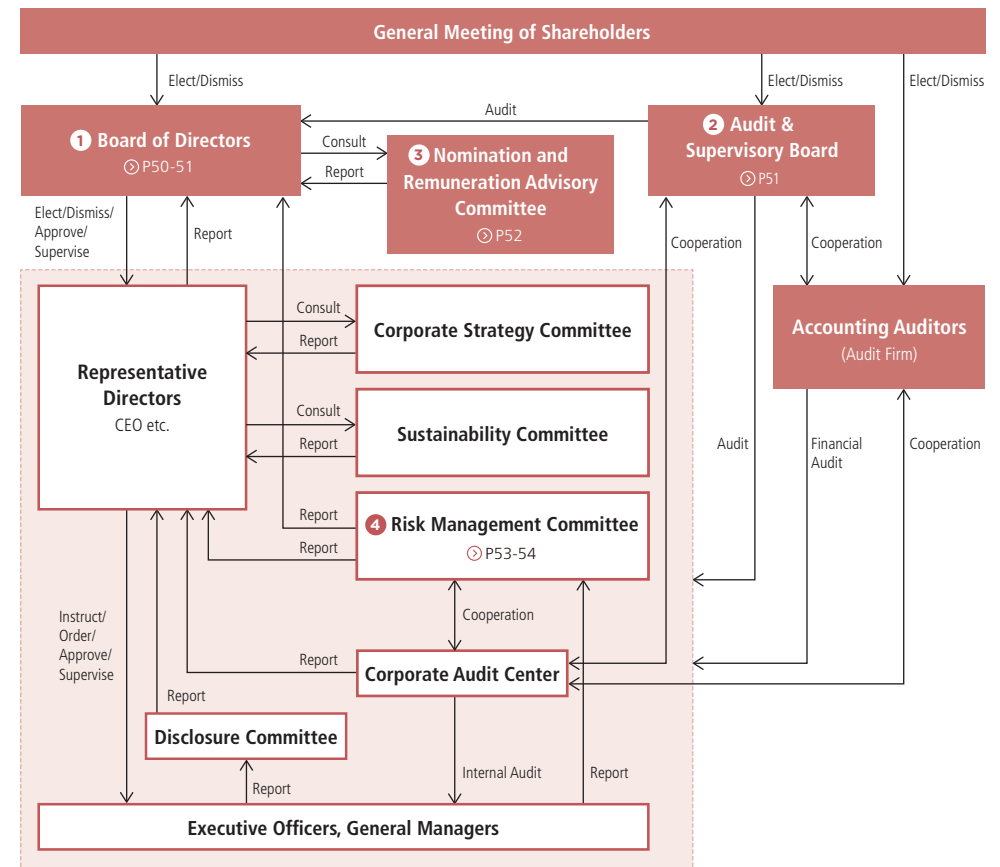 General Meeting of Shareholders
Elect/Dismiss
Elect/Dismiss
Elect/Dismiss
1 Board of Directors
P50-51
Audit
2 Audit &
Supervisory Board
P51
Consult
Report
3 Nomination and
Remuneration Advisory
Committee
P52
Elect/Dismiss/
Approve/
Supervise
Report
Cooperation
Cooperation
Representative
Directors
CEO etc.
Consult
Report
Corporate Strategy Committee
Accounting Auditors
(Audit Firm)
Consult
Report
Sustainability Committee
Audit
Financial
Audit
Cooperation
Report
Report
4 Risk Management Committee
P53-54
Instruct/
Order/
Approve/
Supervise
Cooperation
Report
Corporate Audit Center
Report
Disclosure Committee
Report
Internal Audit
Report
Executive Officers, General Managers